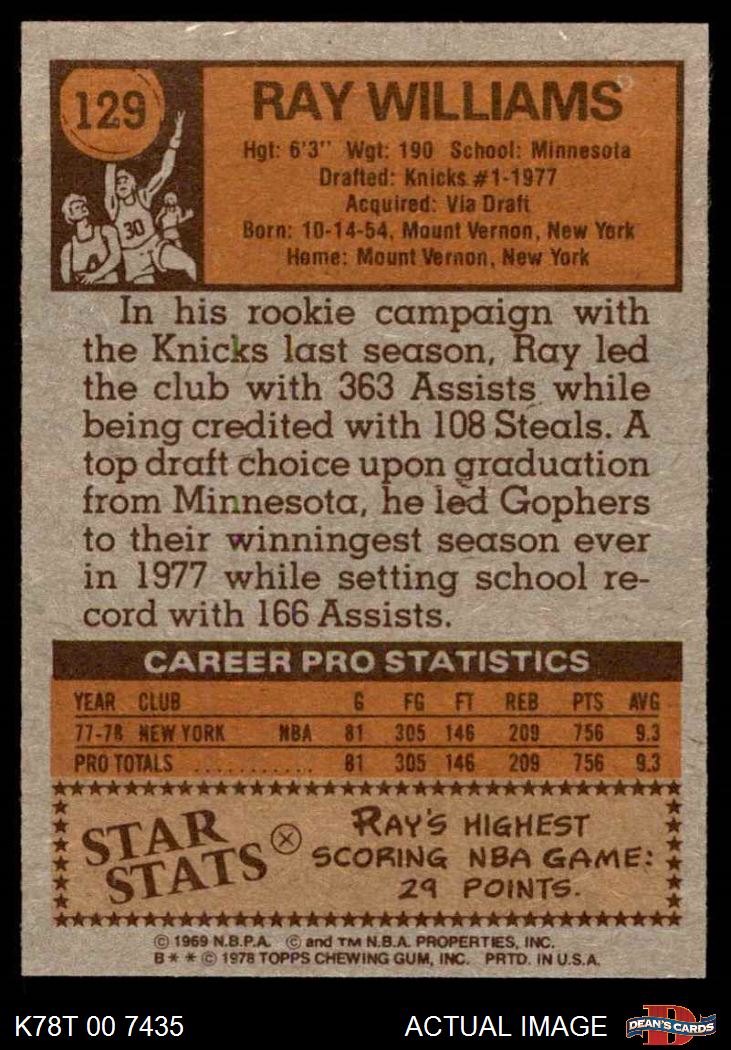 129
RAY WILLIAMS
Hgt: 6'3" Wgt: 190 School: Minnesota
Drafted: Knicks #1-1977
Acquired: Via Draft
Born: 10-14-54, Mount Vernon, New York
Home: Mount Vernon, New York
30
In his rookie campaign with
the Knicks last season, Ray led
the club with 363 Assists while
being credited with 108 Steals. A
top draft choice upon graduation
from Minnesota, he led Gophers
to their winningest season ever
in 1977 while setting school re-
cord with 166 Assists.
CAREER PRO STATISTICS
YEAR CLUB G FG FT REB PTS AVG
77-78 NEW YORK NBA 81 305 146 209 756 9.3
PRO TOTALS . . . . . . . . . . . 81 305 146 209 756 9.3
STAR
STATS
RAY'S HIGHEST
SCORING NBA GAME:
29 POINTS.
© 1969 N.B.P.A. © and TM N.B.A. PROPERTIES, INC.
B * * © 1978 TOPPS CHEWING GUM, INC. PRTD. IN U.S.A.
K78T 00 7435 ACTUAL IMAGE
D
DEAN'S CARDS